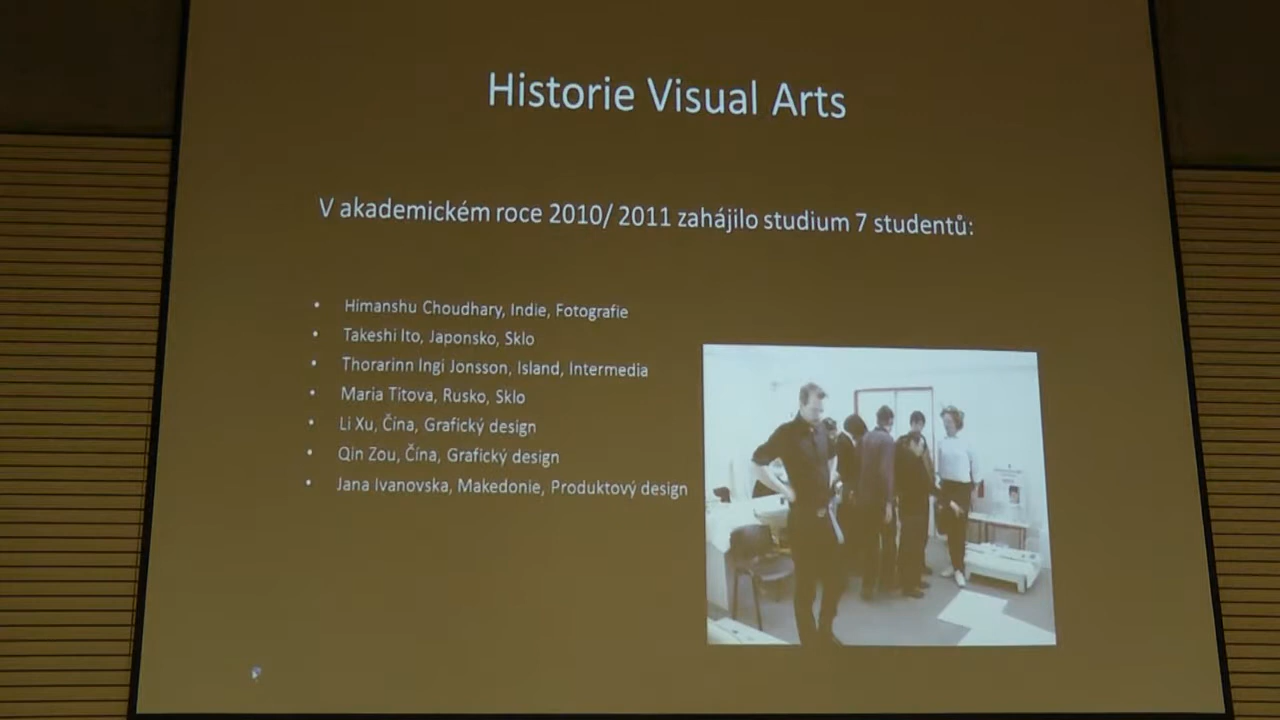 Historie Visual Arts
V akademickém roce 2010/ 2011 zahájilo studium 7 studentů:
• Himanshu Choudhary, Indie, Fotografie
• Takeshi Ito, Japonsko, Sklo
• Thorarinn Ingi Jonsson, Island, Intermedia
• Maria Titova, Rusko, Sklo
• Li Xu, Čína, Grafický design
• Qin Zou, Čína, Grafický design
• Jana Ivanovska, Makedonie, Produktový design